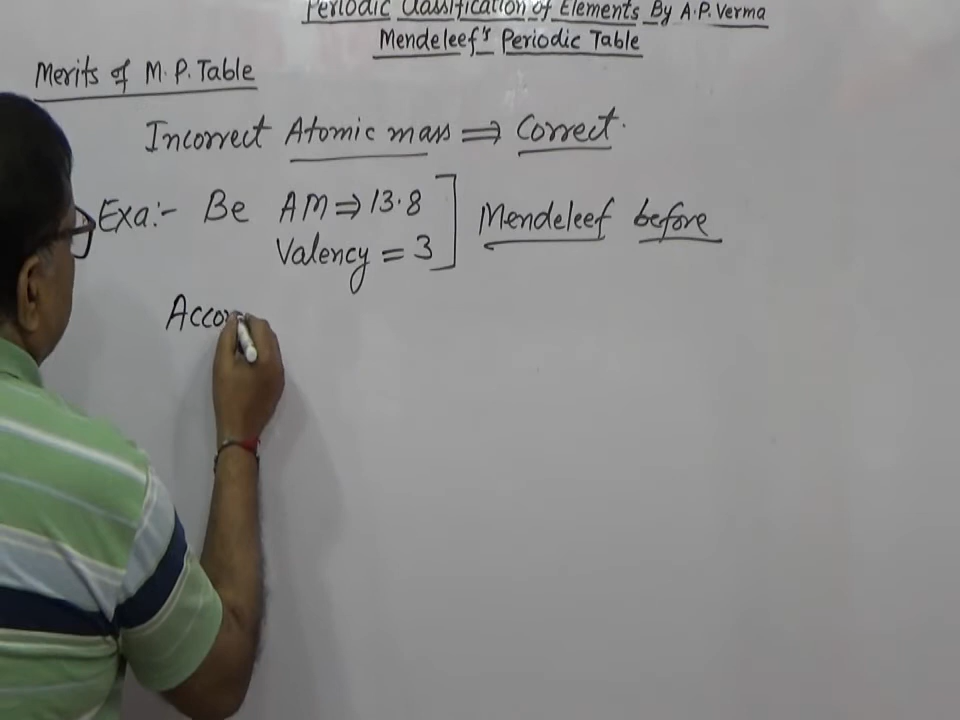 Periodic Classification of Elements By A.P. Verma
Mendeleef's Periodic Table
Merits of M.P. Table
Incorrect Atomic mass ⇒ Correct.
Exa:- Be AM ⇒ 13.8
Valency = 3
Mendeleef before
Accor